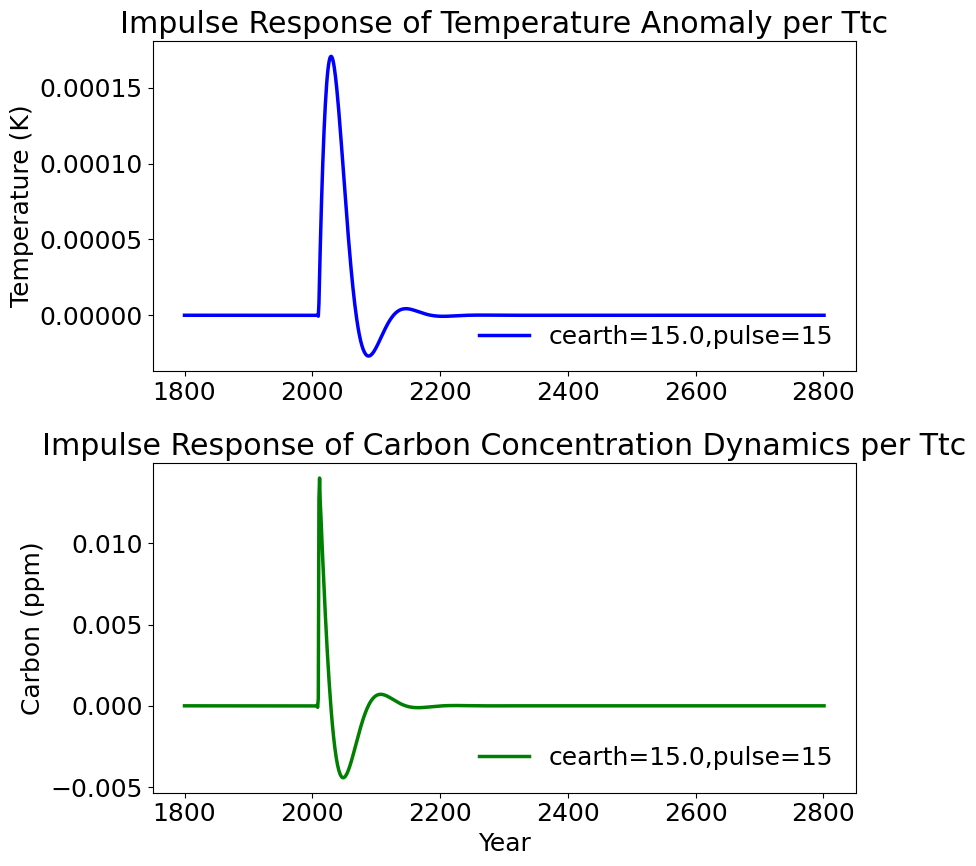 Impulse Response of Temperature Anomaly per Ttc
Temperature (K)
0.00015
0.00010
0.00005
0.00000
cearth=15.0,pulse=15
1800 2000 2200 2400 2600 2800
Impulse Response of Carbon Concentration Dynamics per Ttc
Carbon (ppm)
0.010
0.005
0.000
−0.005
cearth=15.0,pulse=15
1800 2000 2200 2400 2600 2800
Year